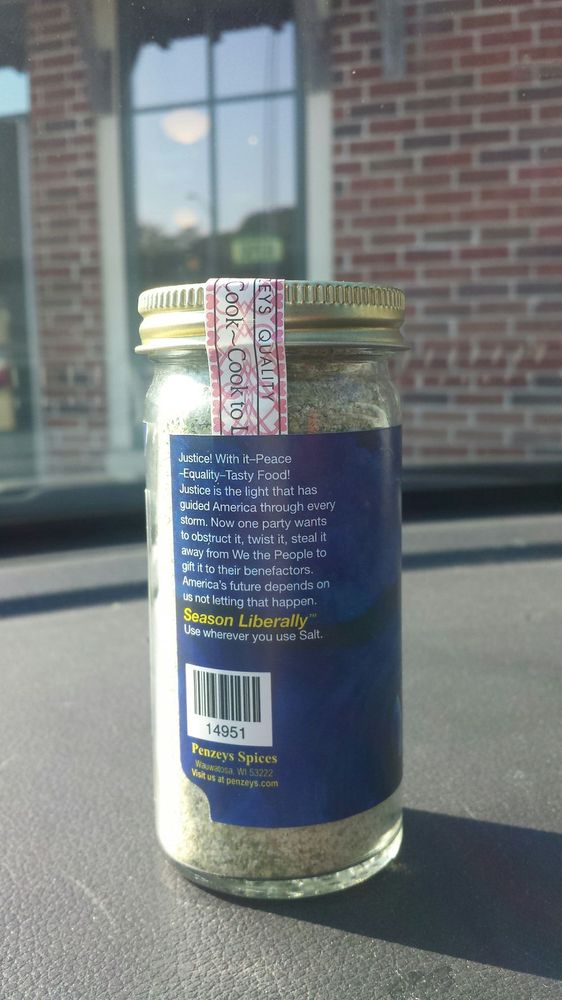 EYS QUALITY
Cook~Cook to
Justice! With it–Peace
–Equality–Tasty Food!
Justice is the light that has
guided America through every
storm. Now one party wants
to obstruct it, twist it, steal it
away from We the People to
gift it to their benefactors.
America's future depends on
us not letting that happen.
Season Liberally™
Use wherever you use Salt.
14951
Penzeys Spices
Wauwatosa, WI 53222
Visit us at penzeys.com